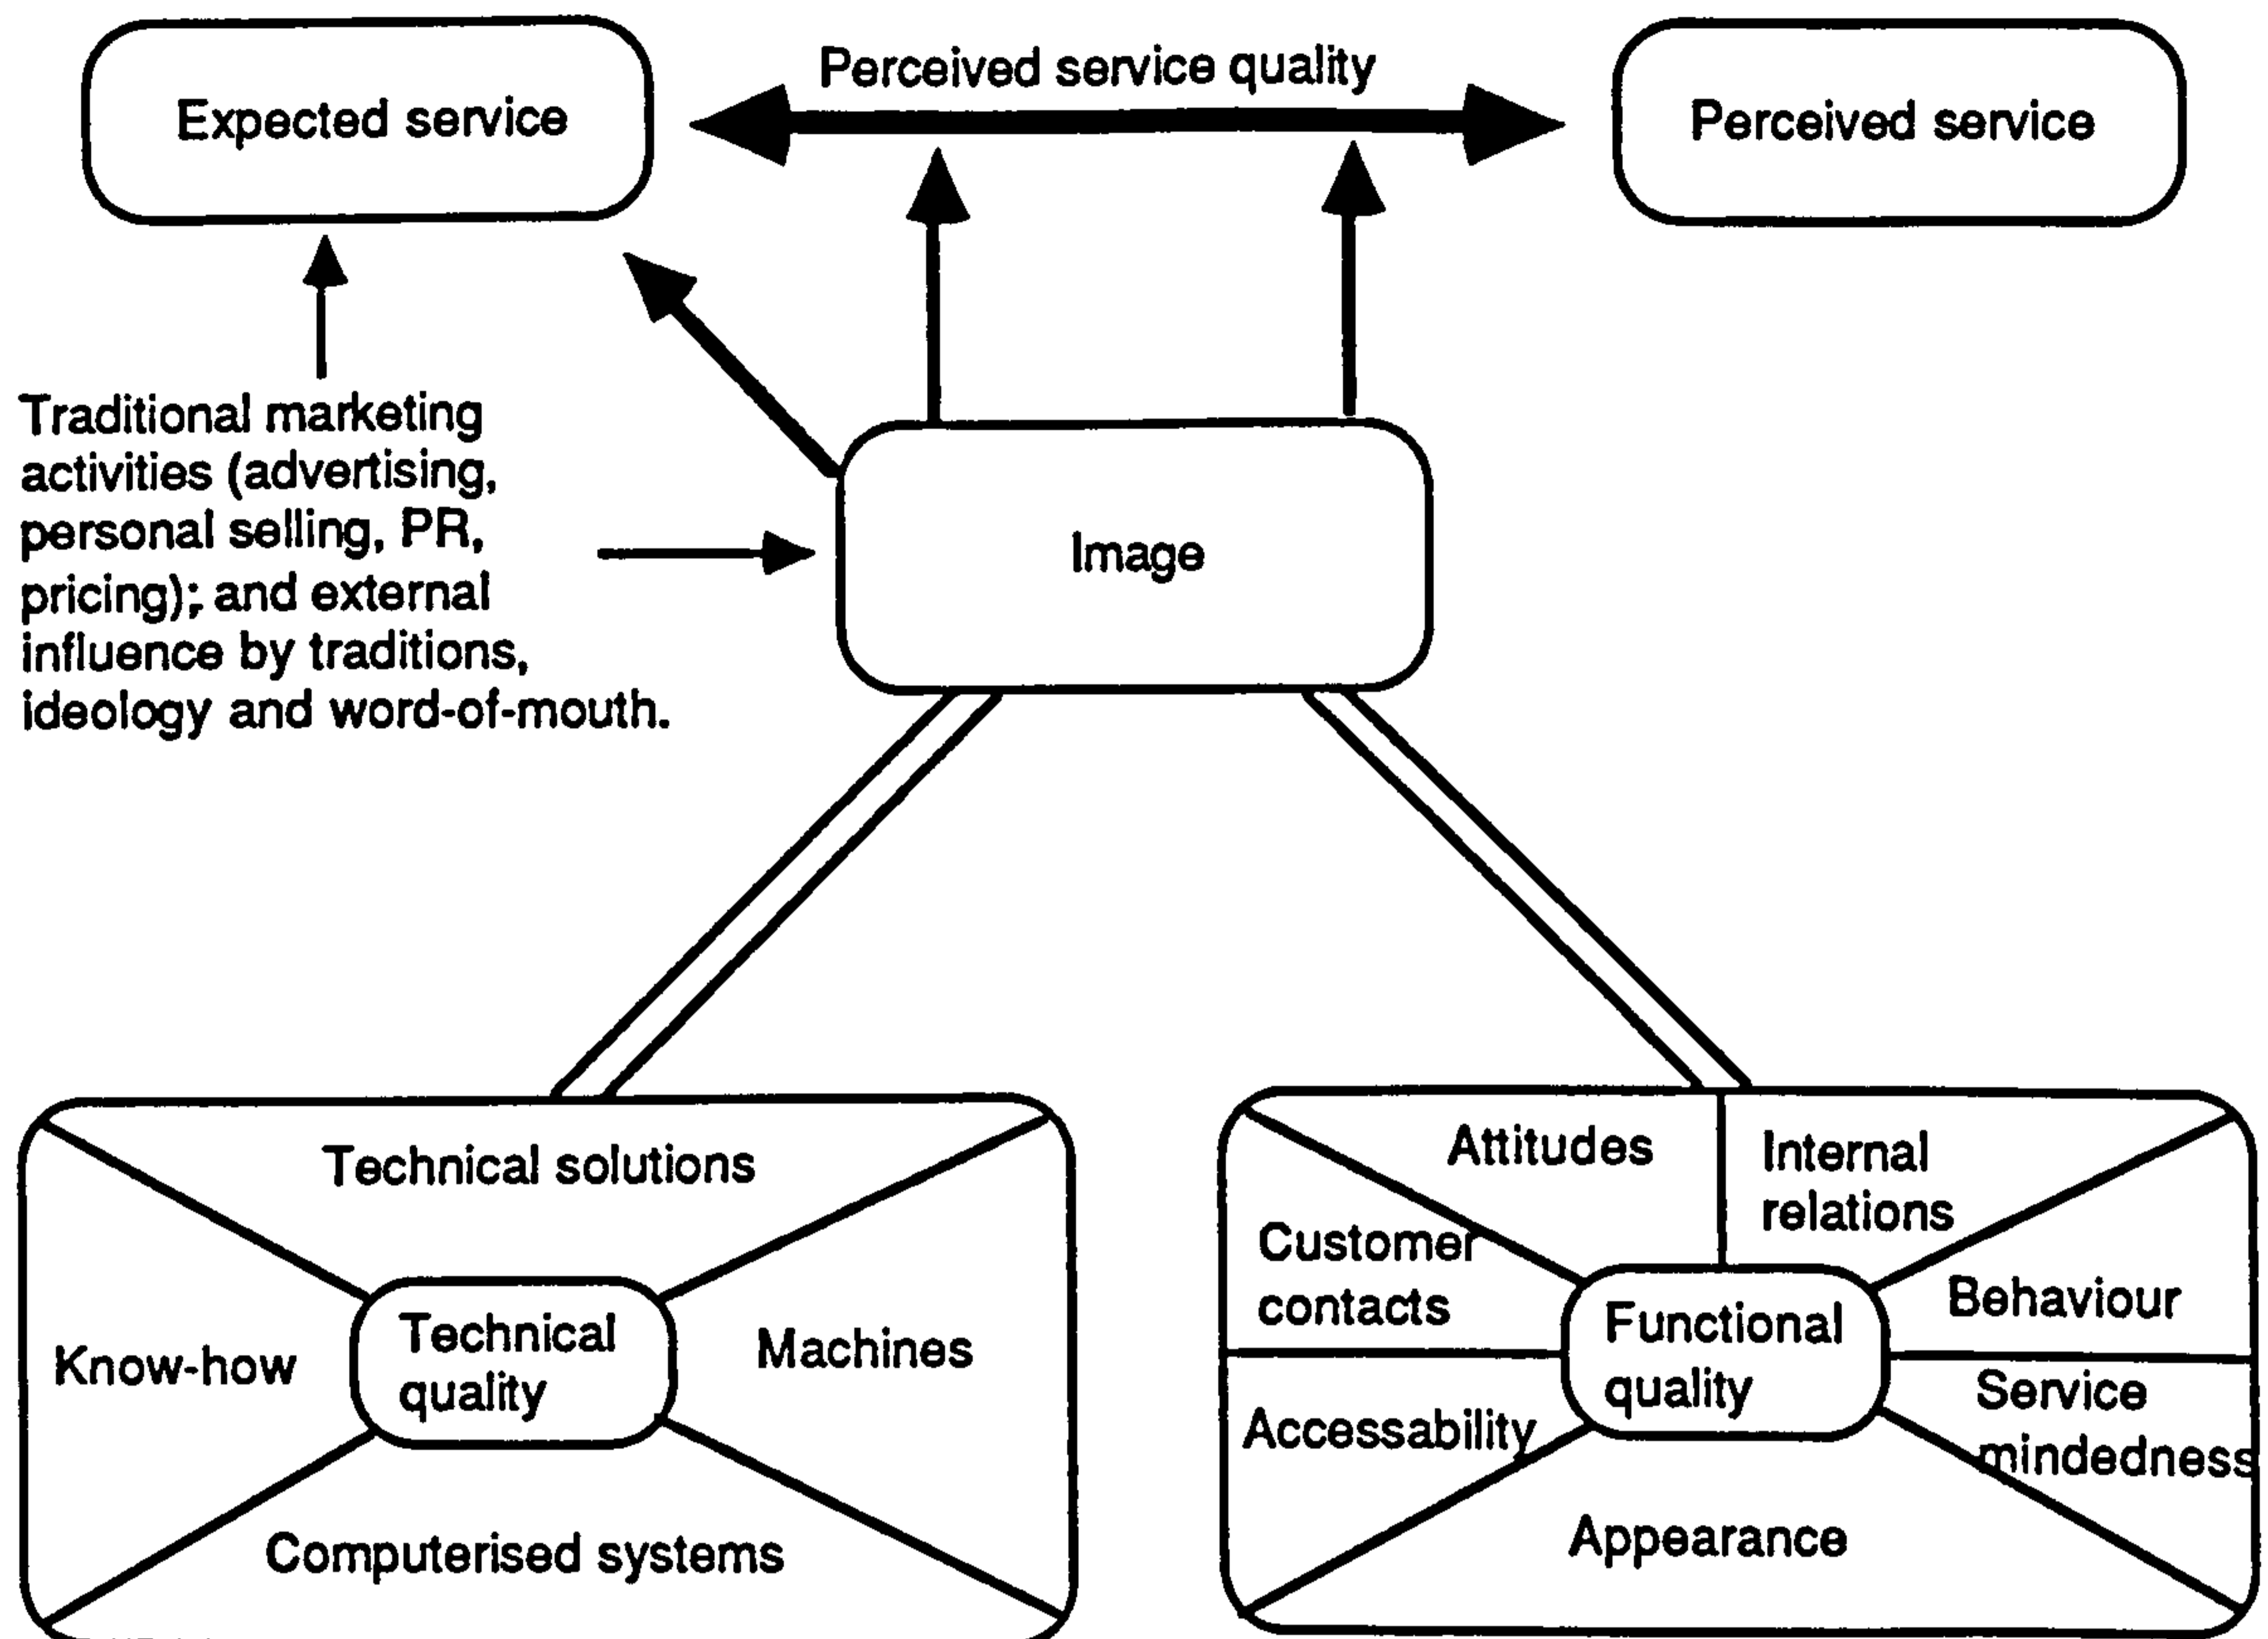 Perceived service quality
Expected service
Perceived service
Traditional marketing
activities (advertising,
personal selling, PR,
pricing); and external
influence by traditions,
ideology and word-of-mouth.
Image
Technical solutions
Know-how
Technical
quality
Machines
Computerised systems
Attitudes
Internal
relations
Customer
contacts
Functional
quality
Behaviour
Accessability
Service
mindedness
Appearance